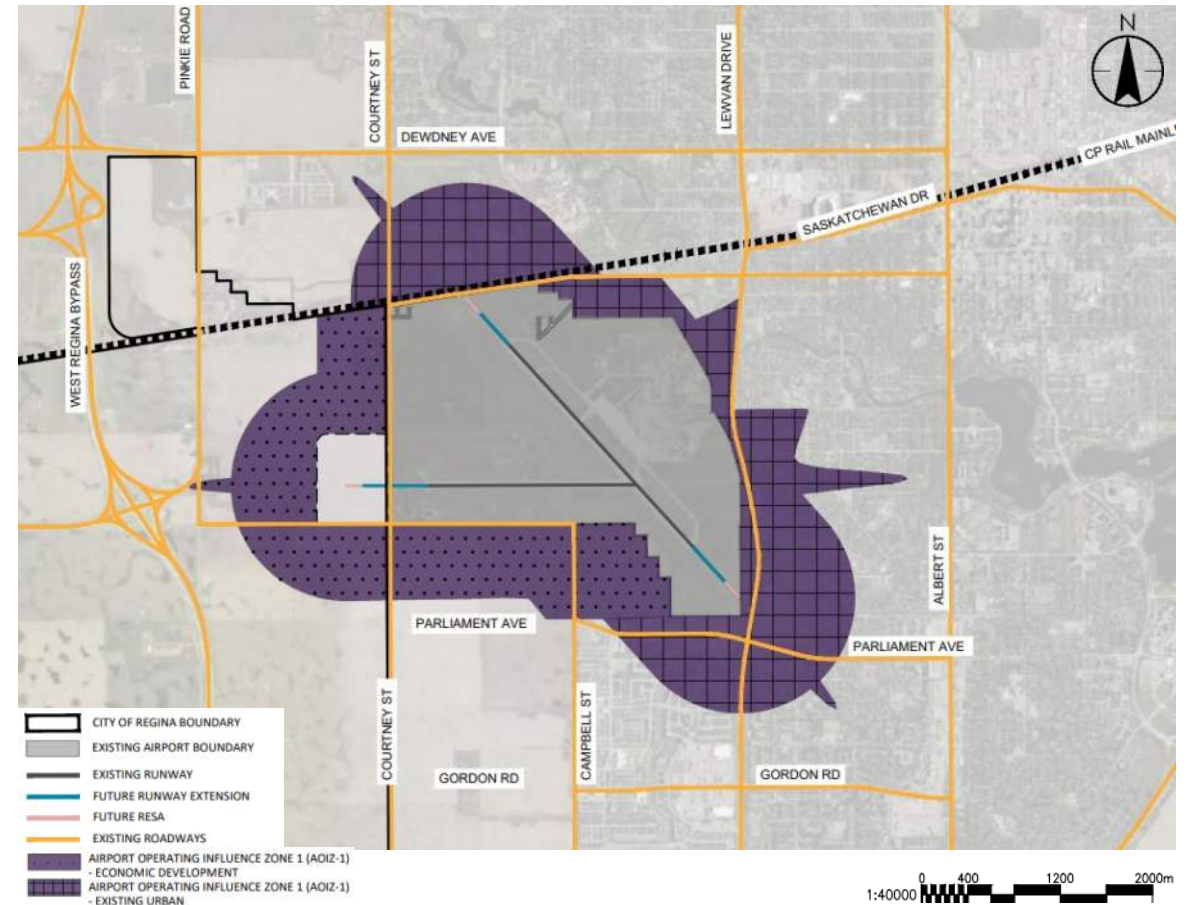 PINKIE ROAD
COURTNEY ST
LEWVAN DRIVE
N
DEWDNEY AVE
CP RAIL MAINL
SASKATCHEWAN DR
WEST REGINA BYPASS
ALBERT ST
PARLIAMENT AVE
PARLIAMENT AVE
COURTNEY ST
CAMPBELL ST
GORDON RD
GORDON RD
CITY OF REGINA BOUNDARY
EXISTING AIRPORT BOUNDARY
EXISTING RUNWAY
FUTURE RUNWAY EXTENSION
FUTURE RESA
EXISTING ROADWAYS
AIRPORT OPERATING INFLUENCE ZONE 1 (AOIZ-1)
- ECONOMIC DEVELOPMENT
AIRPORT OPERATING INFLUENCE ZONE 1 (AOIZ-1)
- EXISTING URBAN
1:40000
0 400 1200 2000m